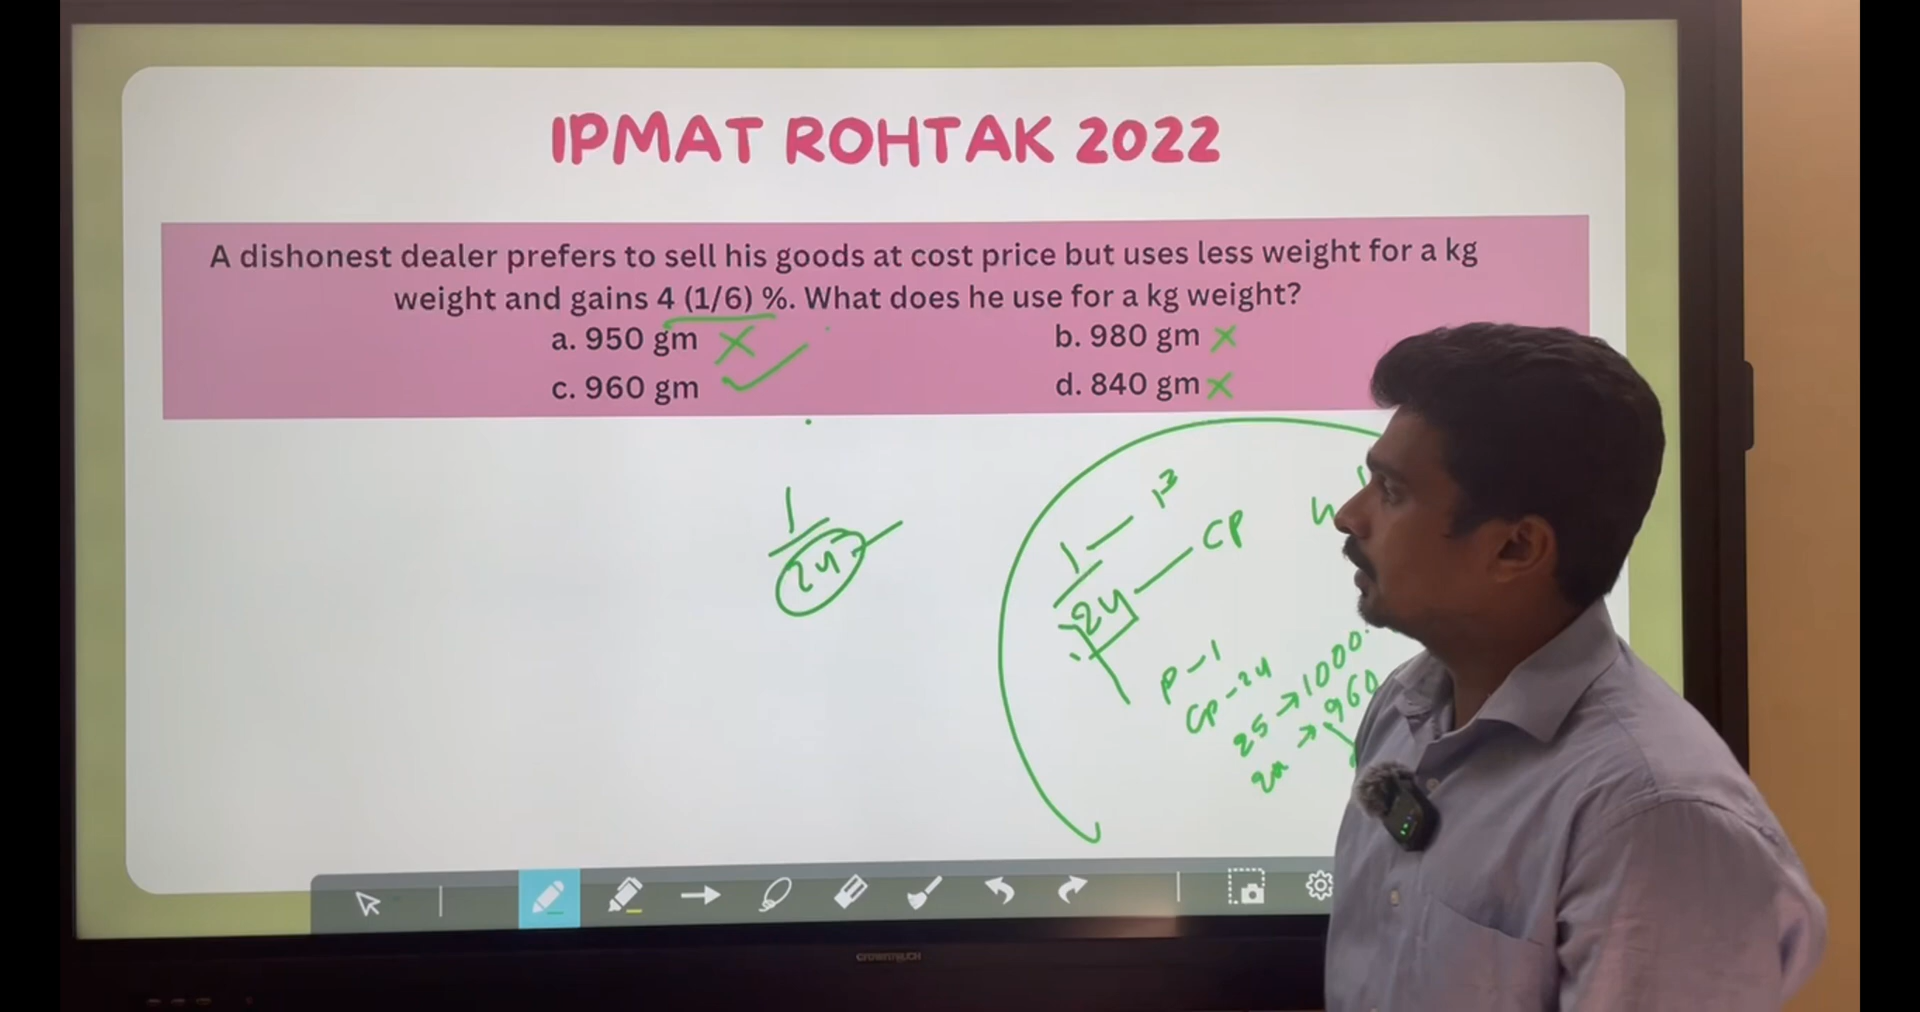 IPMAT ROHTAK 2022
A dishonest dealer prefers to sell his goods at cost price but uses less weight for a kg
weight and gains 4 (1/6) %. What does he use for a kg weight?
a. 950 gm
b. 980 gm
c. 960 gm
d. 840 gm
1
24
1
24
CP
P - 1
CP - 24
25 → 1000
→ 960